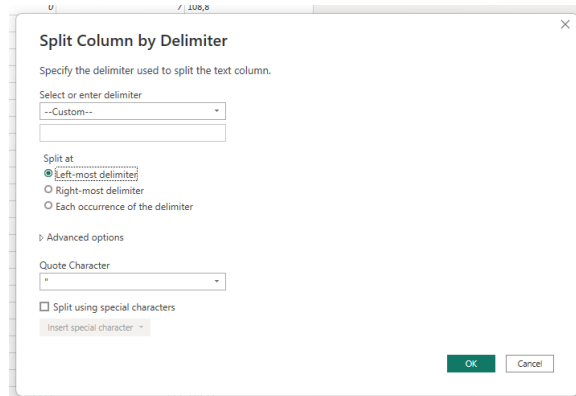 0 7 108,8
Split Column by Delimiter
Specify the delimiter used to split the text column.
Select or enter delimiter
--Custom--
Split at
Left-most delimiter
Right-most delimiter
Each occurrence of the delimiter
Advanced options
Quote Character
"
Split using special characters
Insert special character
OK Cancel